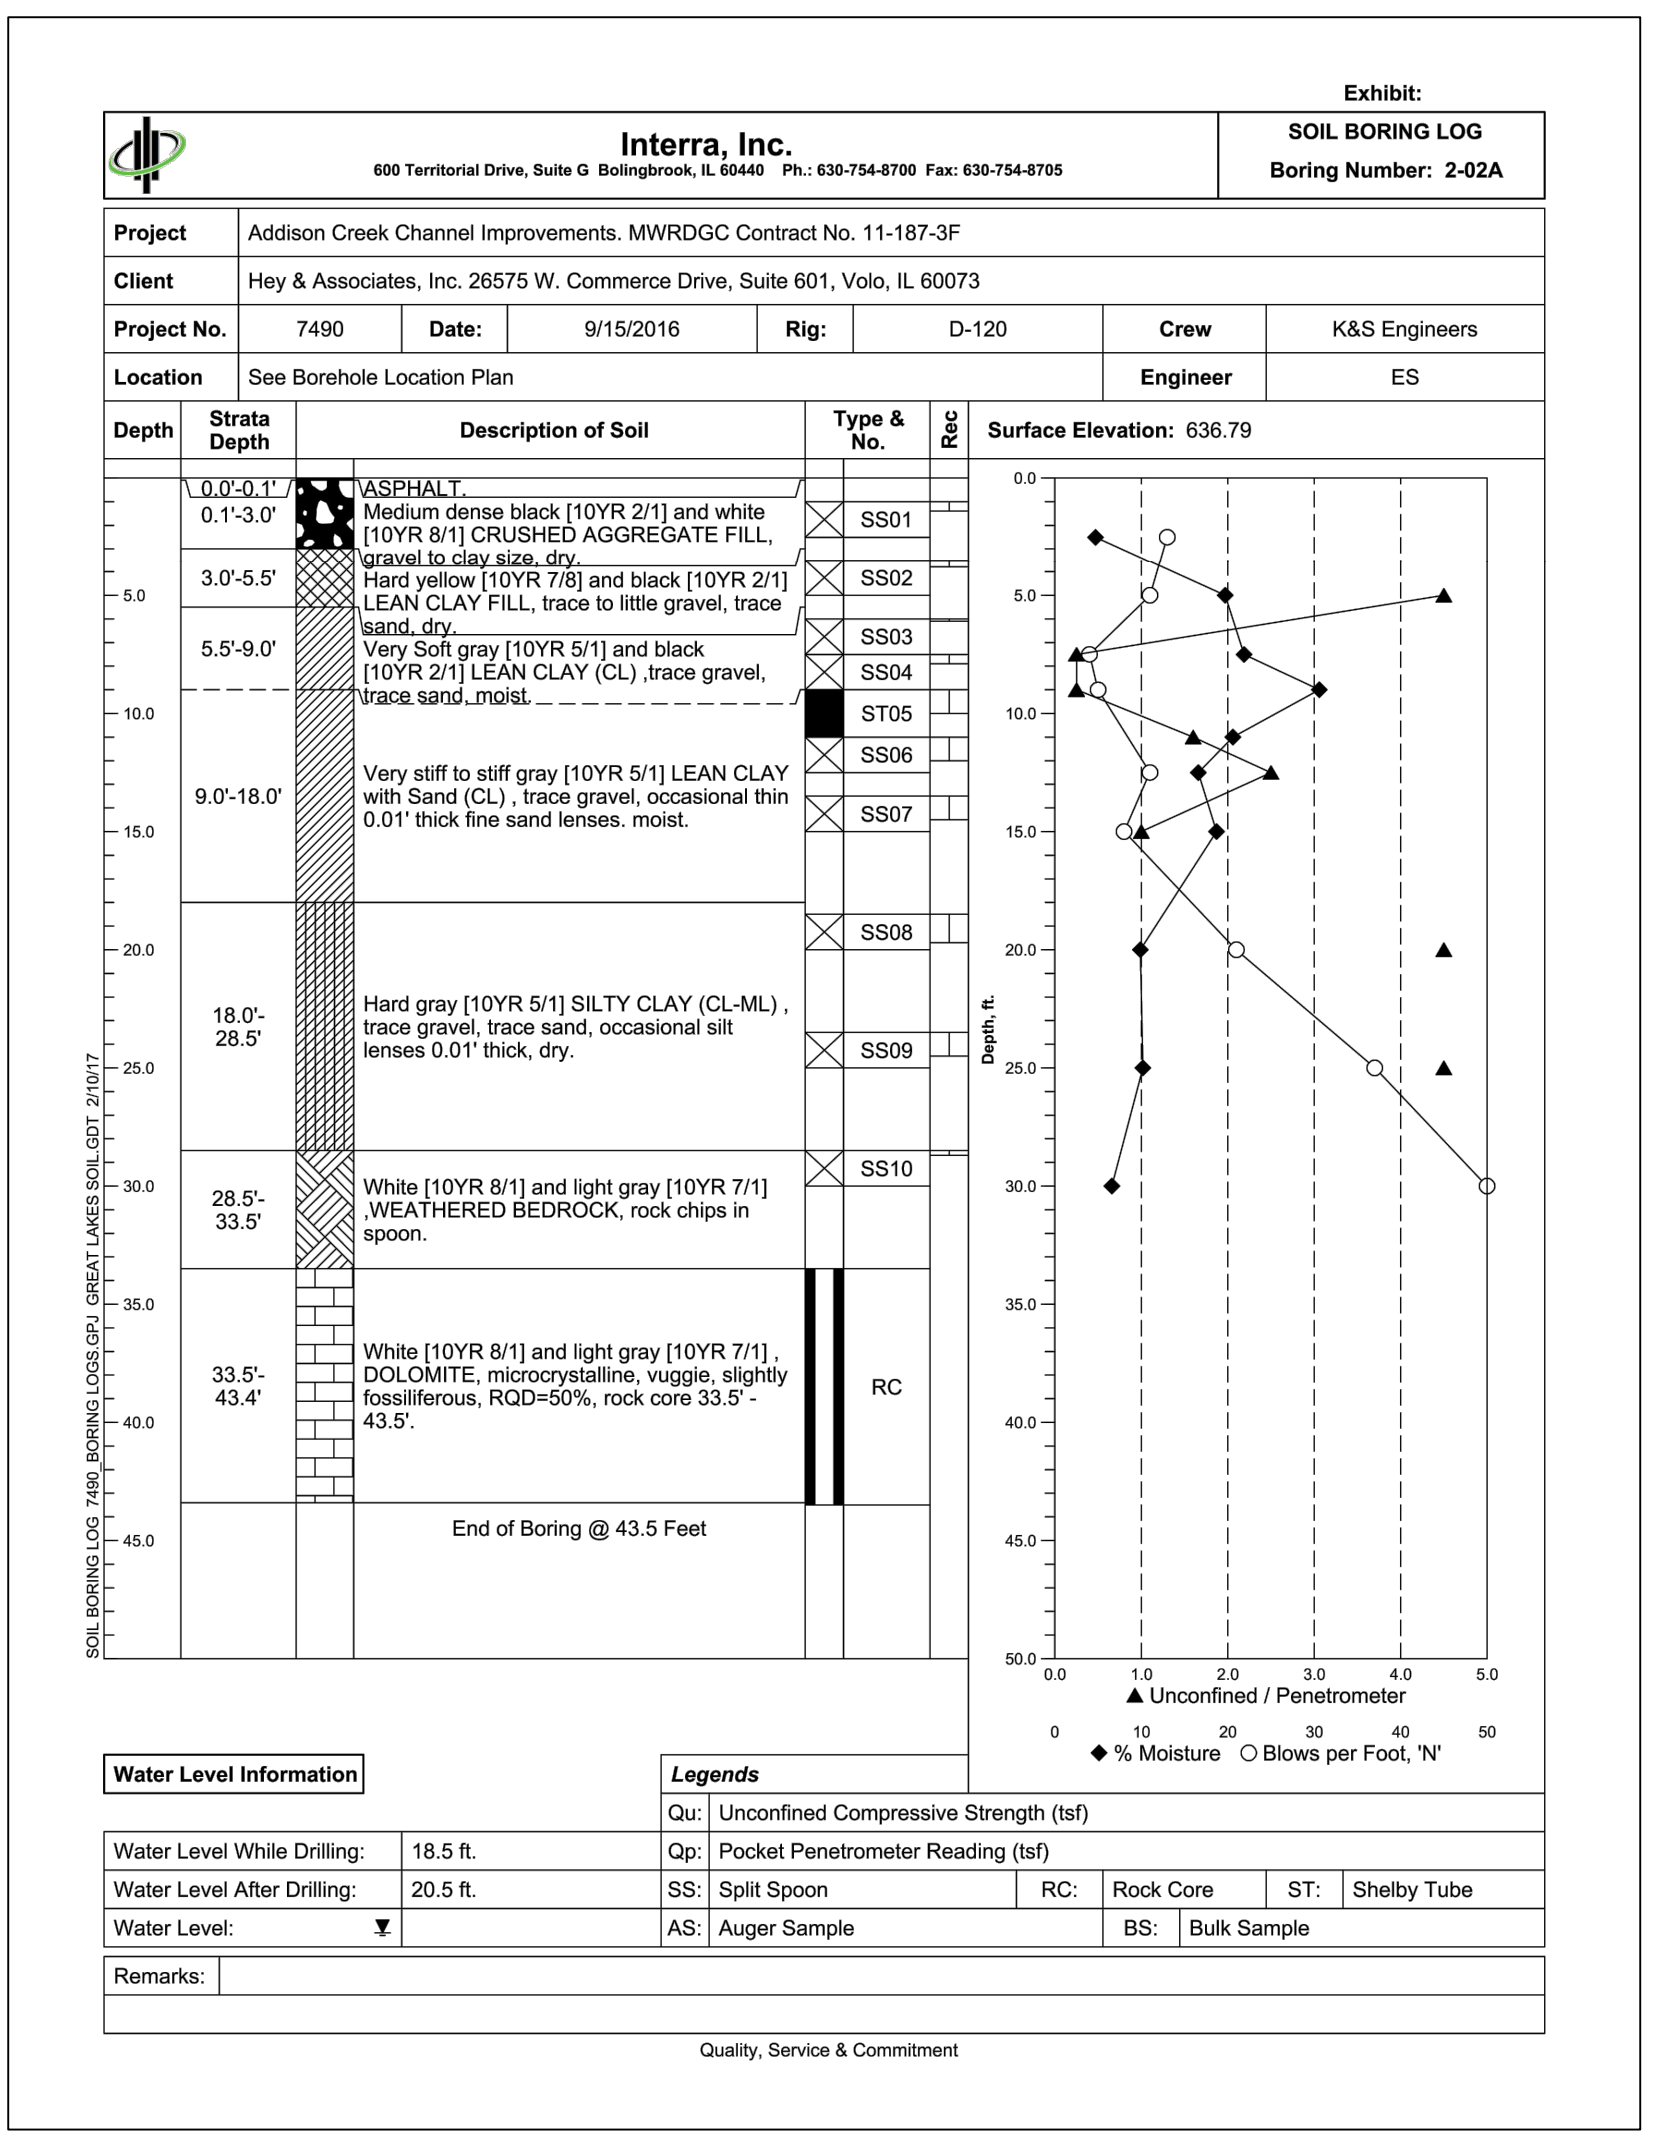 Exhibit:
Interra, Inc.
600 Territorial Drive, Suite G Bolingbrook, IL 60440 Ph.: 630-754-8700 Fax: 630-754-8705
SOIL BORING LOG
Boring Number: 2-02A
Project Addison Creek Channel Improvements. MWRDGC Contract No. 11-187-3F
Client Hey & Associates, Inc. 26575 W. Commerce Drive, Suite 601, Volo, IL 60073
Project No. 7490 Date: 9/15/2016 Rig: D-120 Crew K&S Engineers
Location See Borehole Location Plan Engineer ES
Depth
Strata
Depth
Description of Soil
Type &
No.
Rec
Surface Elevation: 636.79
0.0'-0.1'
ASPHALT.
0.1'-3.0'
Medium dense black [10YR 2/1] and white
[10YR 8/1] CRUSHED AGGREGATE FILL,
gravel to clay size, dry.
SS01
3.0'-5.5'
Hard yellow [10YR 7/8] and black [10YR 2/1]
LEAN CLAY FILL, trace to little gravel, trace
sand, dry.
SS02
5.0
5.5'-9.0'
Very Soft gray [10YR 5/1] and black
[10YR 2/1] LEAN CLAY (CL) ,trace gravel,
trace sand, moist.
SS03
SS04
10.0
ST05
SS06
9.0'-18.0'
Very stiff to stiff gray [10YR 5/1] LEAN CLAY
with Sand (CL) , trace gravel, occasional thin
0.01' thick fine sand lenses. moist.
SS07
15.0
SS08
20.0
18.0'-
28.5'
Hard gray [10YR 5/1] SILTY CLAY (CL-ML) ,
trace gravel, trace sand, occasional silt
lenses 0.01' thick, dry.
SS09
25.0
SS10
30.0
28.5'-
33.5'
White [10YR 8/1] and light gray [10YR 7/1]
,WEATHERED BEDROCK, rock chips in
spoon.
35.0
33.5'-
43.4'
White [10YR 8/1] and light gray [10YR 7/1] ,
DOLOMITE, microcrystalline, vuggie, slightly
fossiliferous, RQD=50%, rock core 33.5' -
43.5'.
RC
40.0
End of Boring @ 43.5 Feet
45.0
SOIL BORING LOG 7490_BORING LOGS.GPJ GREAT LAKES SOIL.GDT 2/10/17
0.0
5.0
10.0
15.0
20.0
25.0
30.0
35.0
40.0
45.0
50.0
Depth, ft.
0.0 1.0 2.0 3.0 4.0 5.0
Unconfined / Penetrometer
0 10 20 30 40 50
% Moisture Blows per Foot, 'N'
Water Level Information
Legends
Qu: Unconfined Compressive Strength (tsf)
Water Level While Drilling: 18.5 ft. Qp: Pocket Penetrometer Reading (tsf)
Water Level After Drilling: 20.5 ft. SS: Split Spoon RC: Rock Core ST: Shelby Tube
Water Level: AS: Auger Sample BS: Bulk Sample
Remarks:
Quality, Service & Commitment